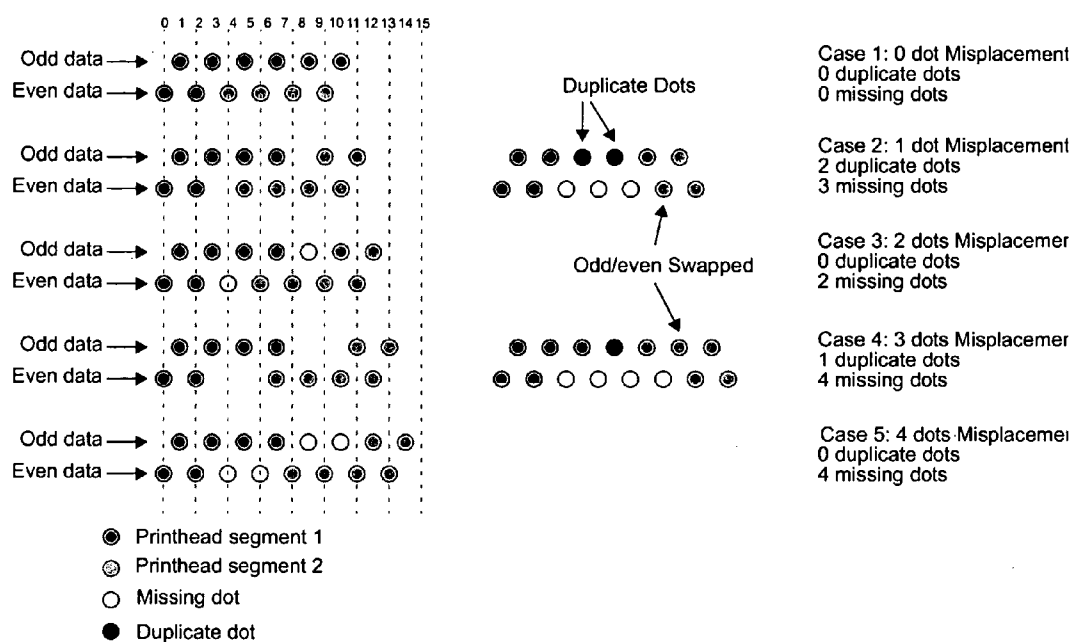 0 1 2 3 4 5 6 7 8 9 10 11 12 13 14 15
Odd data
Even data
Case 1: 0 dot Misplacement
0 duplicate dots
0 missing dots
Duplicate Dots
Odd data
Even data
Case 2: 1 dot Misplacement
2 duplicate dots
3 missing dots
Odd data
Even data
Odd/even Swapped
Case 3: 2 dots Misplacemer
0 duplicate dots
2 missing dots
Odd data
Even data
Case 4: 3 dots Misplacemer
1 duplicate dots
4 missing dots
Odd data
Even data
Case 5: 4 dots Misplacemei
0 duplicate dots
4 missing dots
Printhead segment 1
Printhead segment 2
Missing dot
Duplicate dot